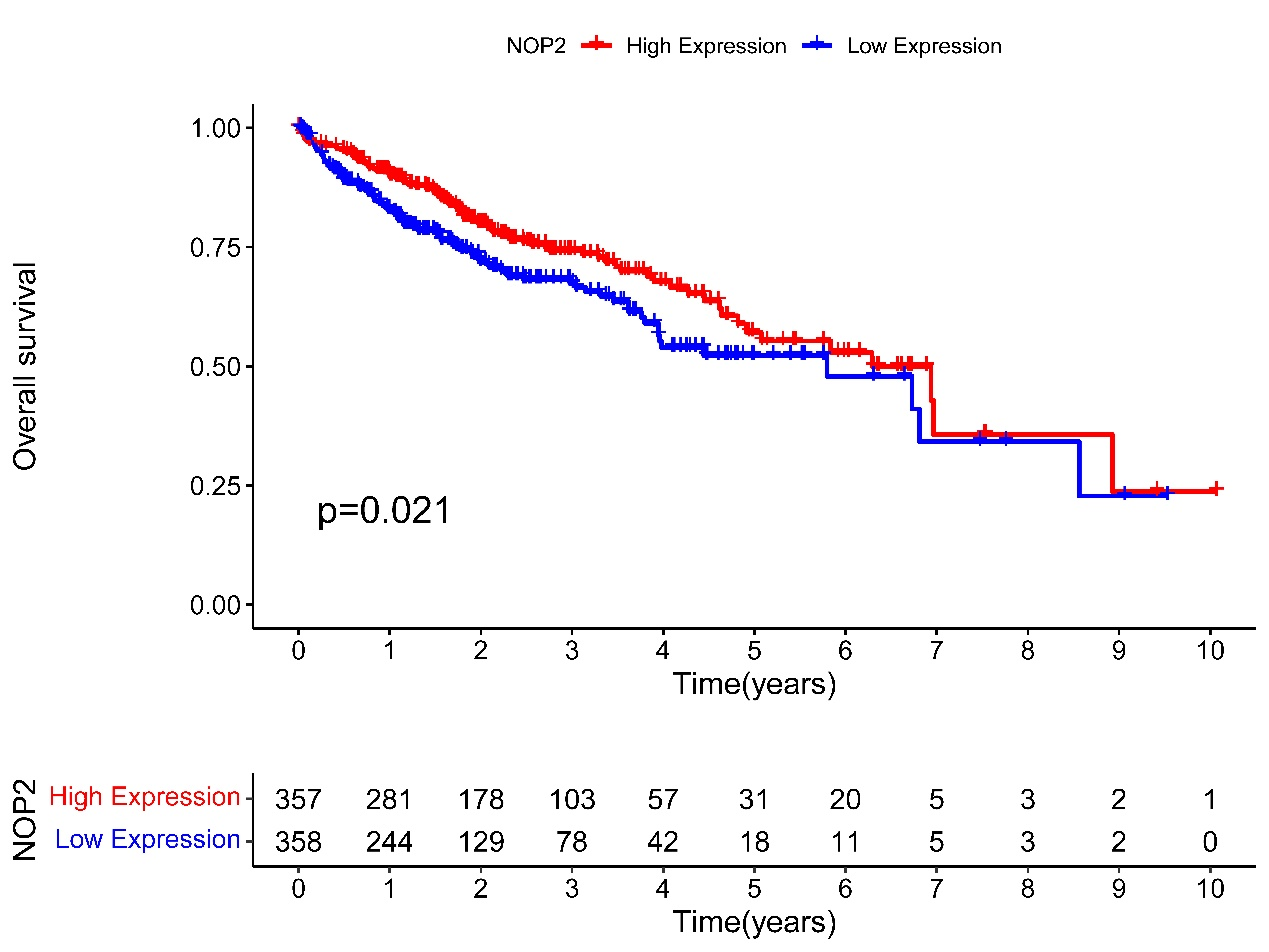 NOP2 High Expression Low Expression
Overall survival
1.00
0.75
0.50
0.25
0.00
p=0.021
0 1 2 3 4 5 6 7 8 9 10
Time(years)
NOP2
High Expression 357 281 178 103 57 31 20 5 3 2 1
Low Expression 358 244 129 78 42 18 11 5 3 2 0
0 1 2 3 4 5 6 7 8 9 10
Time(years)